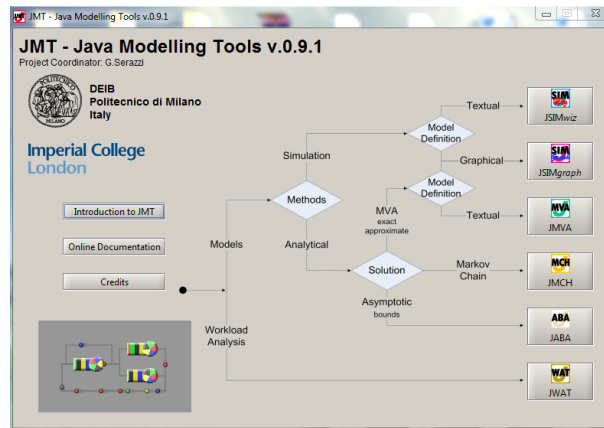 JMT - Java Modelling Tools v.0.9.1
JMT - Java Modelling Tools v.0.9.1
Project Coordinator: G.Serazzi
DEIB
Politecnico di Milano
Italy
Imperial College
London
Introduction to JMT
Online Documentation
Credits
Models
Workload
Analysis
Simulation
Methods
Analytical
Model
Definition
Textual
Graphical
Model
Definition
Textual
MVA
exact
approximate
Solution
Markov
Chain
Asymptotic
bounds
SIM
JSIMwiz
SIM
JSIMgraph
MVA
JMVA
MCH
JMCH
ABA
JABA
WAT
JWAT